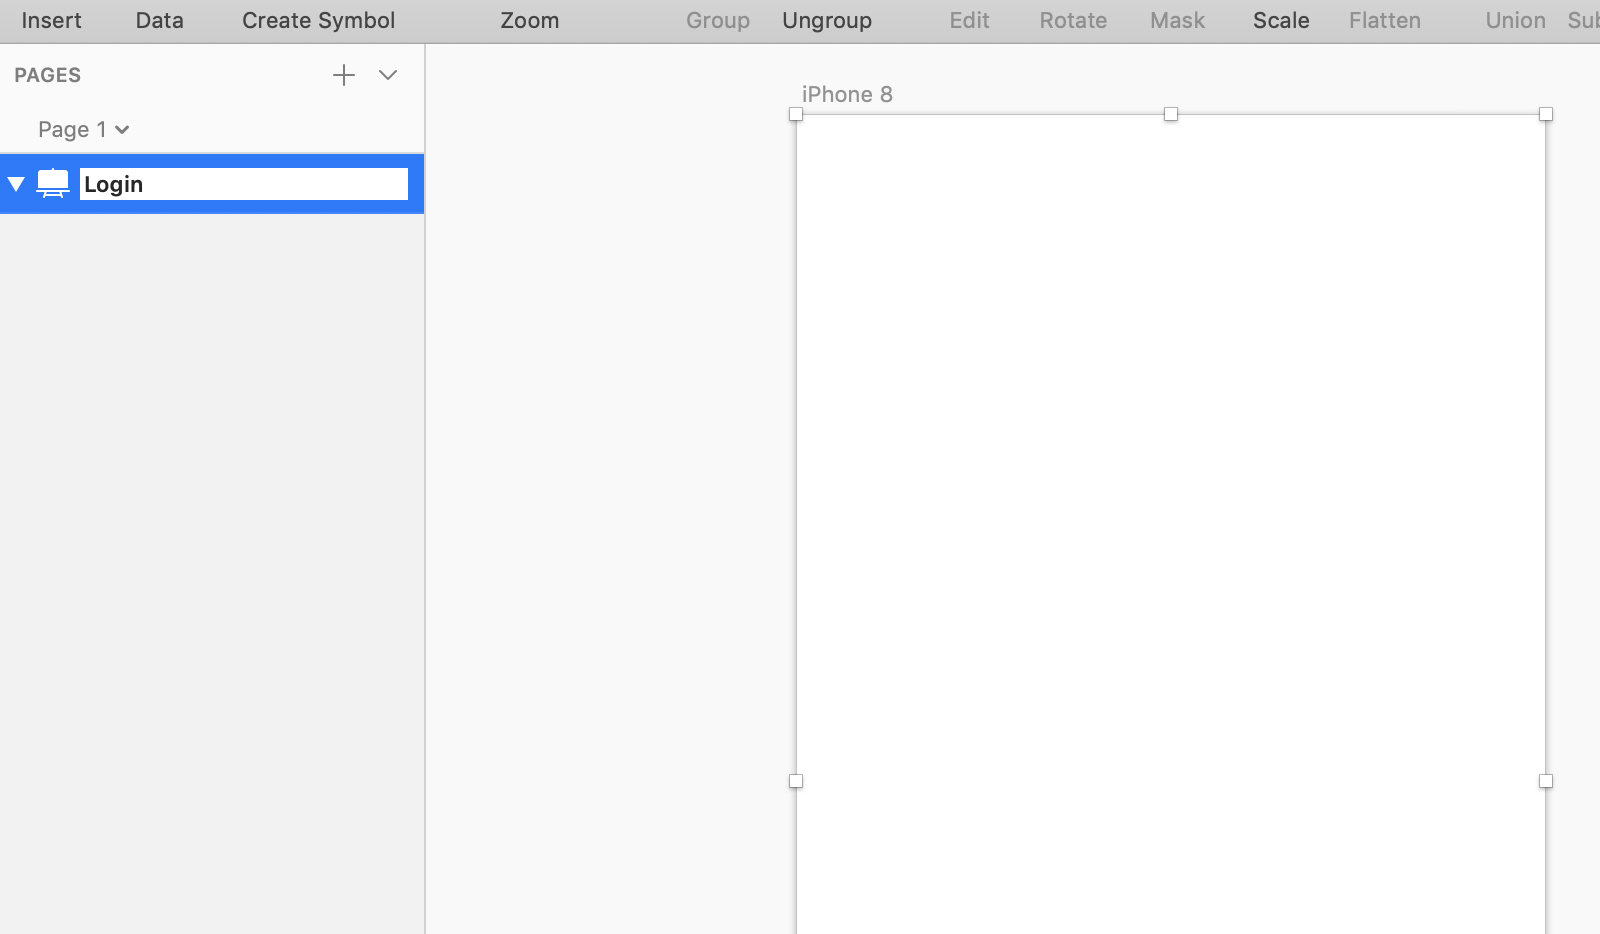 Insert Data Create Symbol Zoom Group Ungroup Edit Rotate Mask Scale Flatten Union Sub
PAGES
iPhone 8
Page 1
Login